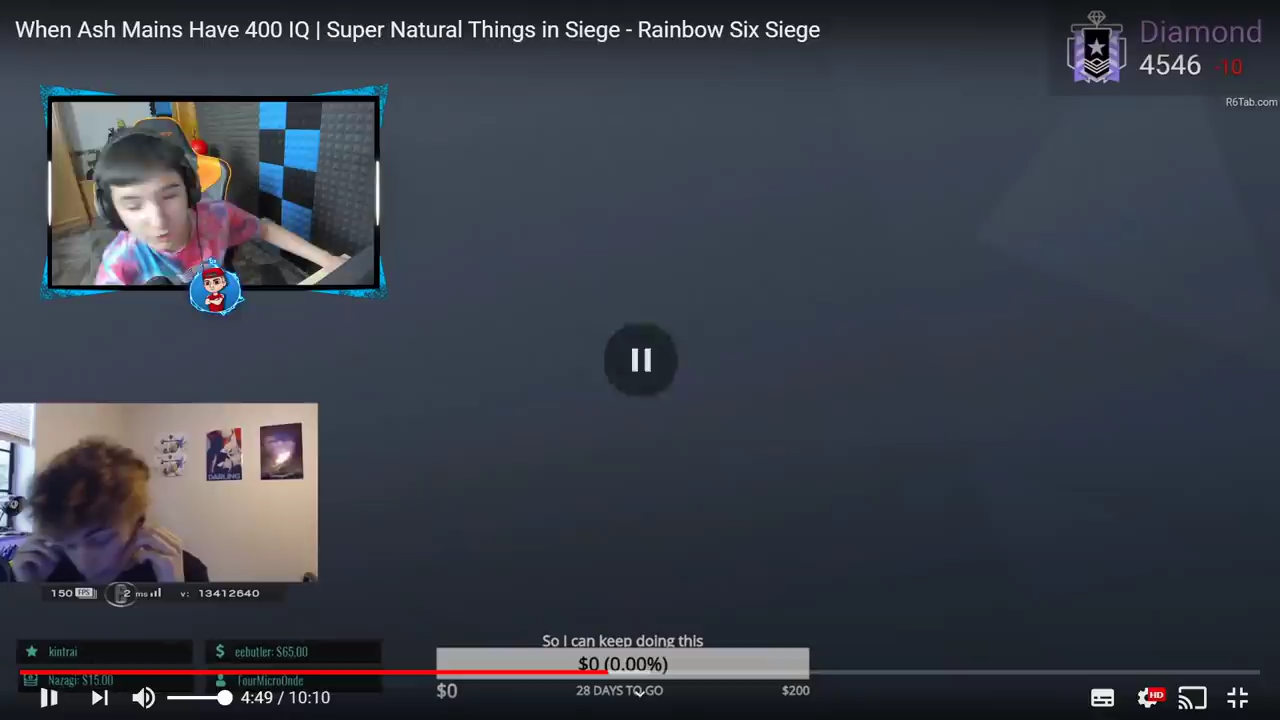 When Ash Mains Have 400 IQ | Super Natural Things in Siege - Rainbow Six Siege
Diamond
4546 -10
R6Tab.com
DARLING
150 FPS 2 ms v: 13412640
kintrai
eebutler: $65.00
Nazagi: $15.00
FourMicroOnde
So I can keep doing this
$0 (0.00%)
$0 28 DAYS TO GO $200
4:49 / 10:10
HD